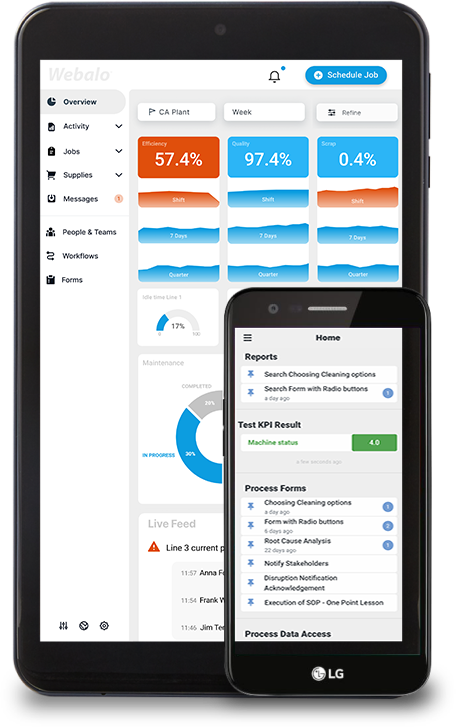 Webalo
Schedule Job
Overview
Activity
Jobs
Supplies
Messages
1
People & Teams
Workflows
Forms
CA Plant
Week
Refine
Efficiency
57.4%
Quality
97.4%
Scrap
0.4%
Shift
Shift
Shift
7 Days
7 Days
7 Days
Quarter
Quarter
Quarter
Idle time Line 1
17%
0
100
Maintenance
COMPLETED
20%
IN PROGRESS
30%
Live Feed
Line 3 current
11:57 Anna
11:54 Frank
11:45 Jim
Home
Reports
Search Choosing Cleaning options
Search Form with Radio buttons
a day ago
1
Test KPI Result
Machine status
4.0
a few seconds ago
Process Forms
Choosing Cleaning options
a day ago
1
Form with Radio buttons
6 days ago
2
Root Cause Analysis
22 days ago
1
Notify Stakeholders
Disruption Notification
Acknowledgement
Execution of SOP - One Point Lesson
Process Data Access
LG